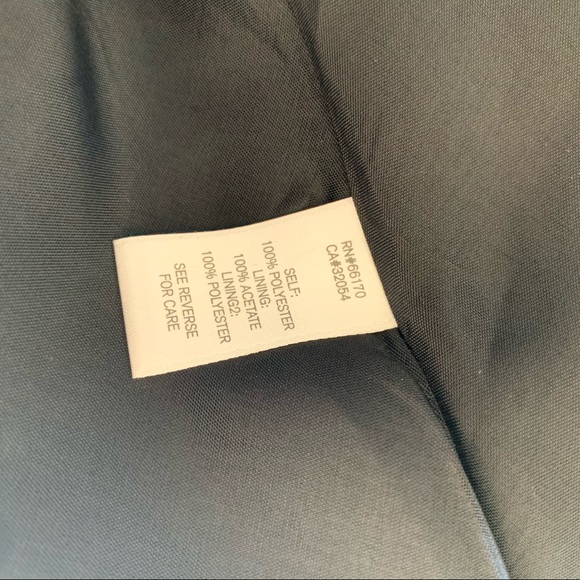 RN#66170
CA#32054
SELF:
100% POLYESTER
LINING:
100% ACETATE
LINING2:
100% POLYESTER
SEE REVERSE
FOR CARE